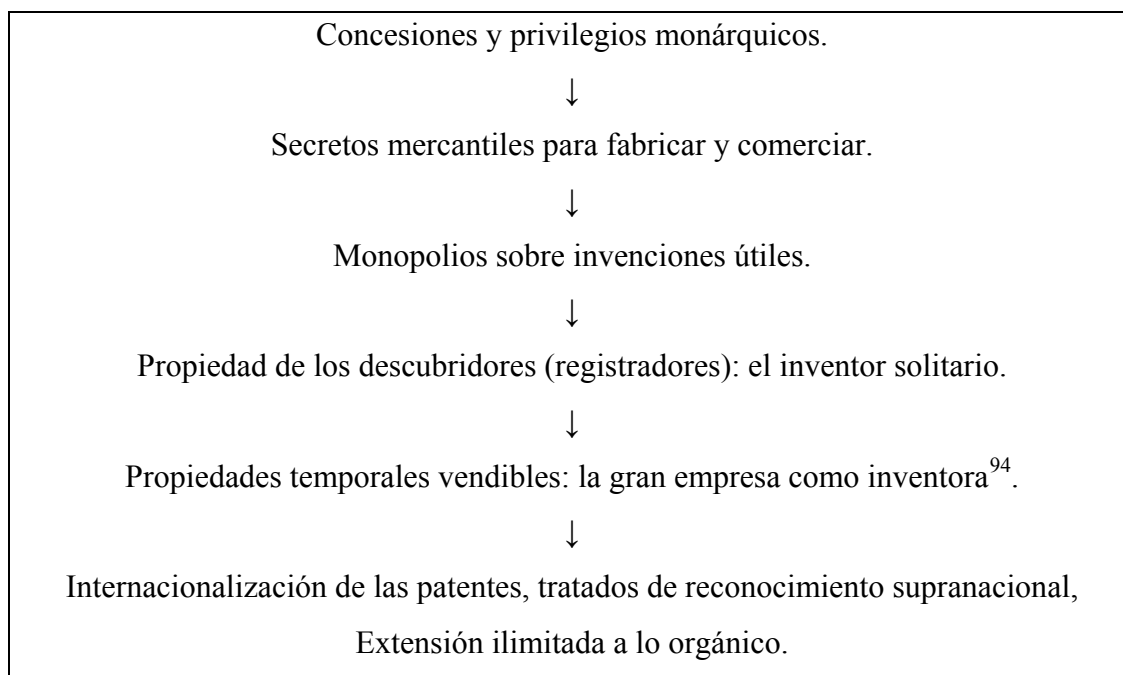 Concesiones y privilegios monárquicos.
↓
Secretos mercantiles para fabricar y comerciar.
↓
Monopolios sobre invenciones útiles.
↓
Propiedad de los descubridores (registradores): el inventor solitario.
↓
Propiedades temporales vendibles: la gran empresa como inventora⁹⁴.
↓
Internacionalización de las patentes, tratados de reconocimiento supranacional,
Extensión ilimitada a lo orgánico.